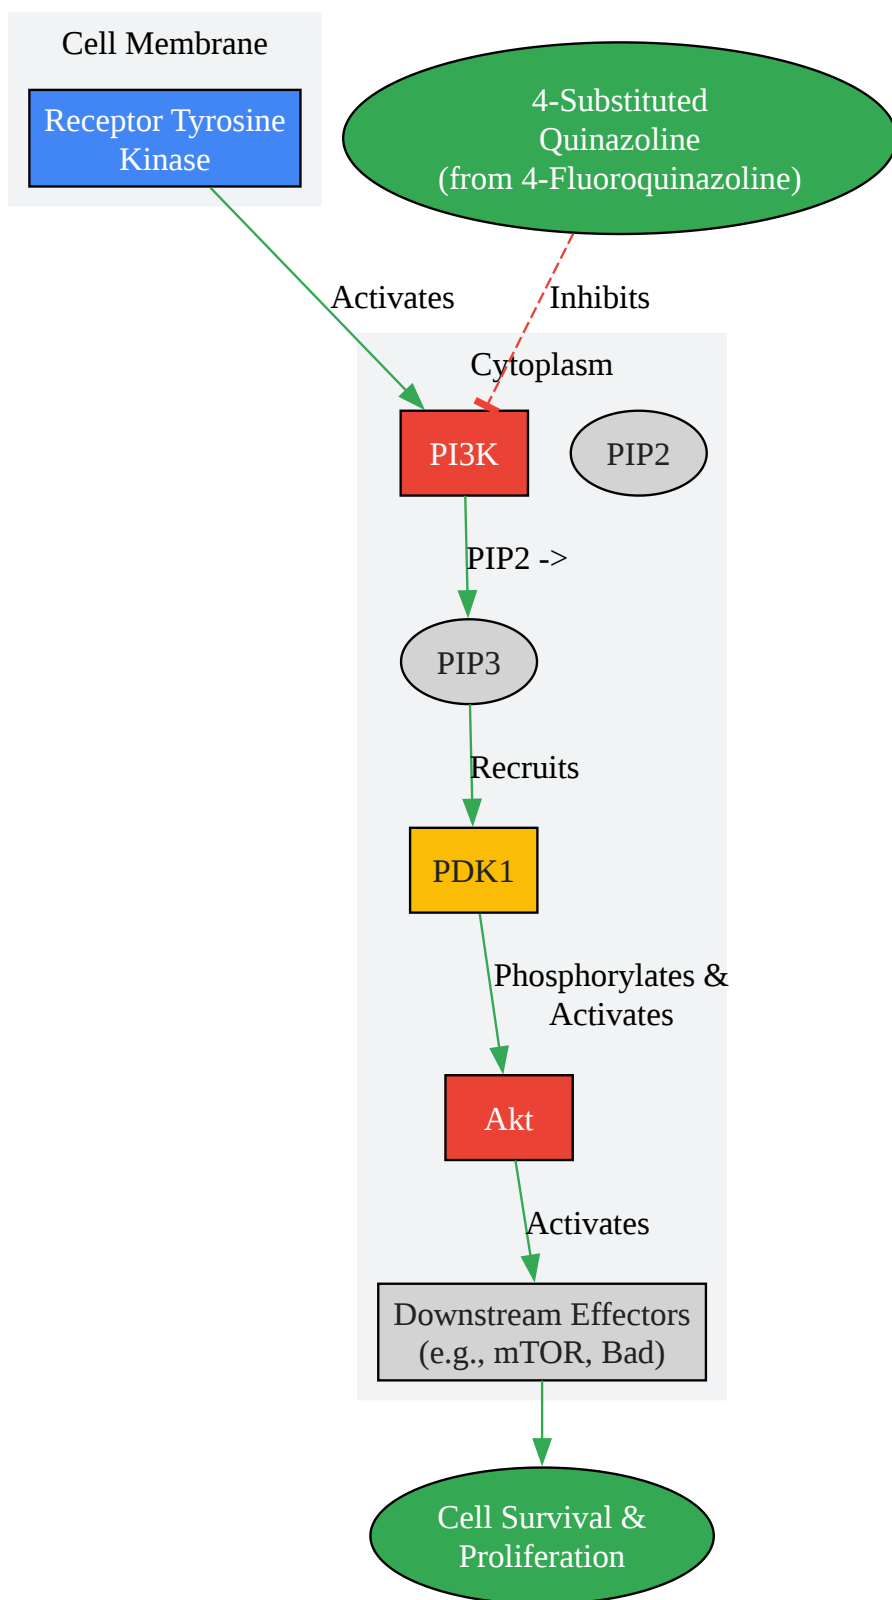 Cell Membrane
Receptor Tyrosine
Kinase
4-Substituted
Quinazoline
(from 4-Fluoroquinazoline)
Activates
Inhibits
Cytoplasm
PI3K
PIP2
PIP2 ->
PIP3
Recruits
PDK1
Phosphorylates &
Activates
Akt
Activates
Downstream Effectors
(e.g., mTOR, Bad)
Cell Survival &
Proliferation